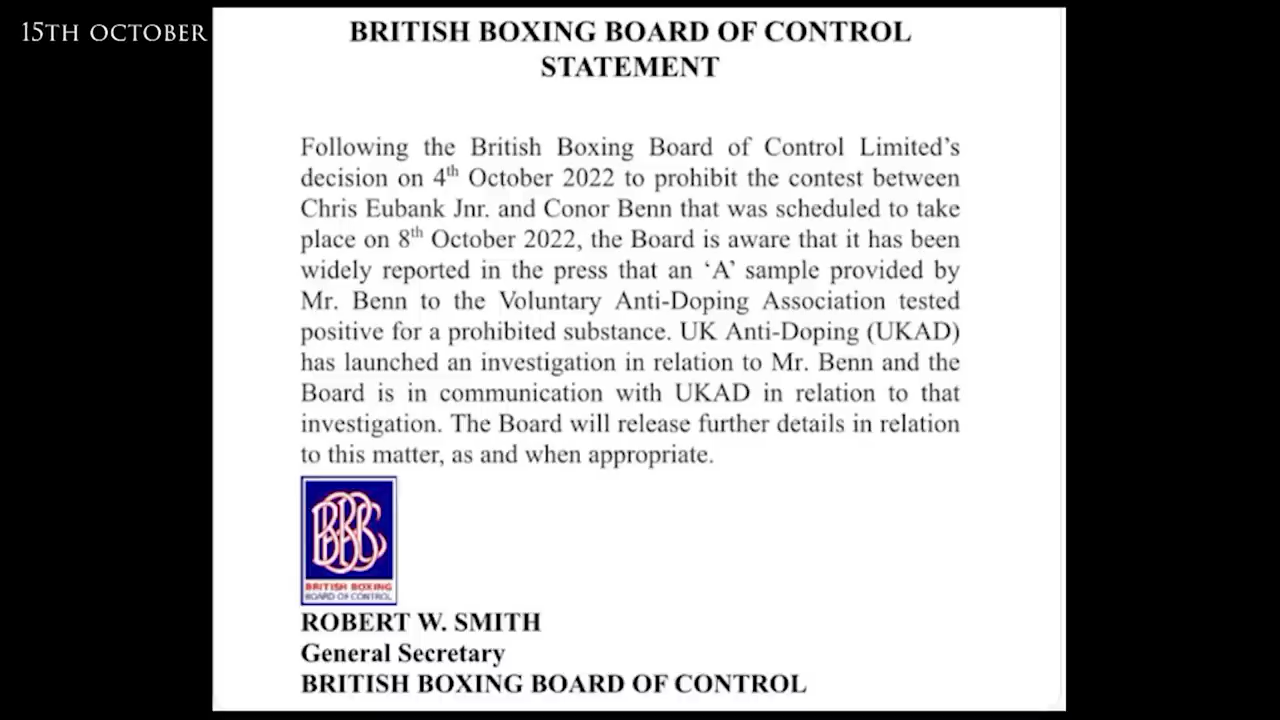 15TH OCTOBER
BRITISH BOXING BOARD OF CONTROL
STATEMENT
Following the British Boxing Board of Control Limited’s
decision on 4th October 2022 to prohibit the contest between
Chris Eubank Jnr. and Conor Benn that was scheduled to take
place on 8th October 2022, the Board is aware that it has been
widely reported in the press that an ‘A’ sample provided by
Mr. Benn to the Voluntary Anti-Doping Association tested
positive for a prohibited substance. UK Anti-Doping (UKAD)
has launched an investigation in relation to Mr. Benn and the
Board is in communication with UKAD in relation to that
investigation. The Board will release further details in relation
to this matter, as and when appropriate.
BBBC
BRITISH BOXING
BOARD OF CONTROL
ROBERT W. SMITH
General Secretary
BRITISH BOXING BOARD OF CONTROL